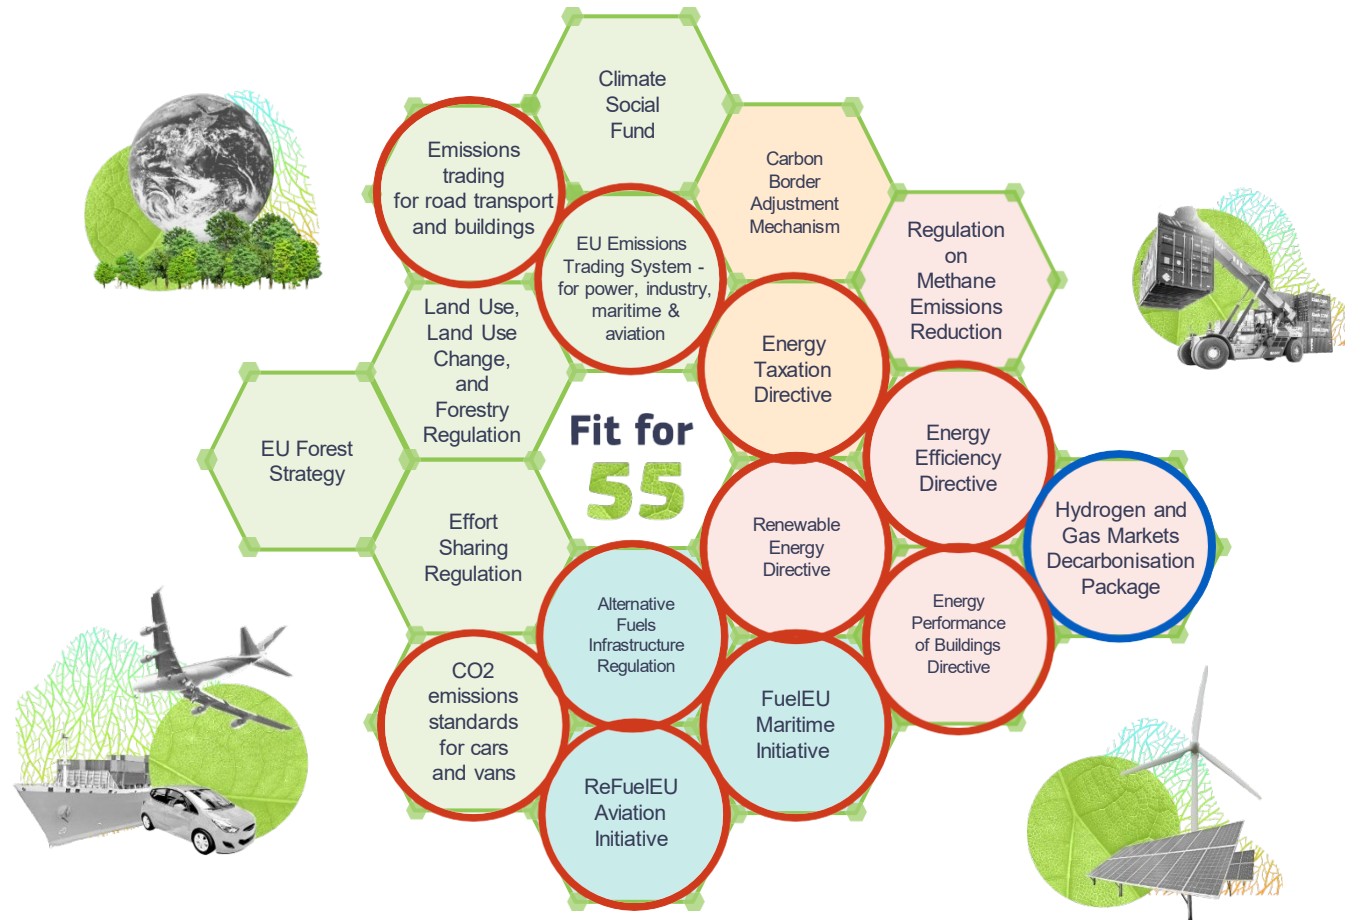 Climate
Social
Fund
Emissions
trading
for road transport
and buildings
Carbon
Border
Adjustment
Mechanism
EU Emissions
Trading System -
for power, industry,
maritime &
aviation
Regulation
on
Methane
Emissions
Reduction
Land Use,
Land Use
Change,
and
Forestry
Regulation
Energy
Taxation
Directive
EU Forest
Strategy
Fit for
55
Energy
Efficiency
Directive
Effort
Sharing
Regulation
Renewable
Energy
Directive
Hydrogen and
Gas Markets
Decarbonisation
Package
Alternative
Fuels
Infrastructure
Regulation
Energy
Performance
of Buildings
Directive
CO2
emissions
standards
for cars
and vans
FuelEU
Maritime
Initiative
ReFuelEU
Aviation
Initiative